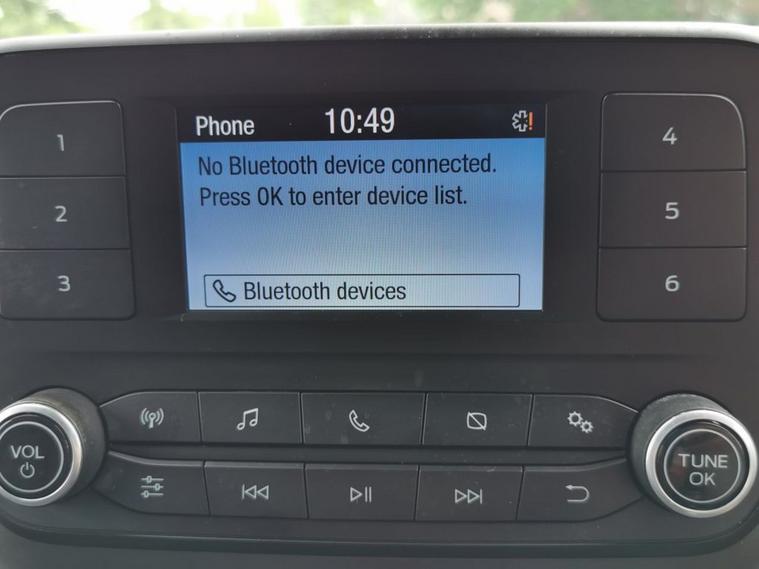 Phone 10:49
No Bluetooth device connected.
Press OK to enter device list.
Bluetooth devices
1
2
3
4
5
6
VOL
TUNE
OK